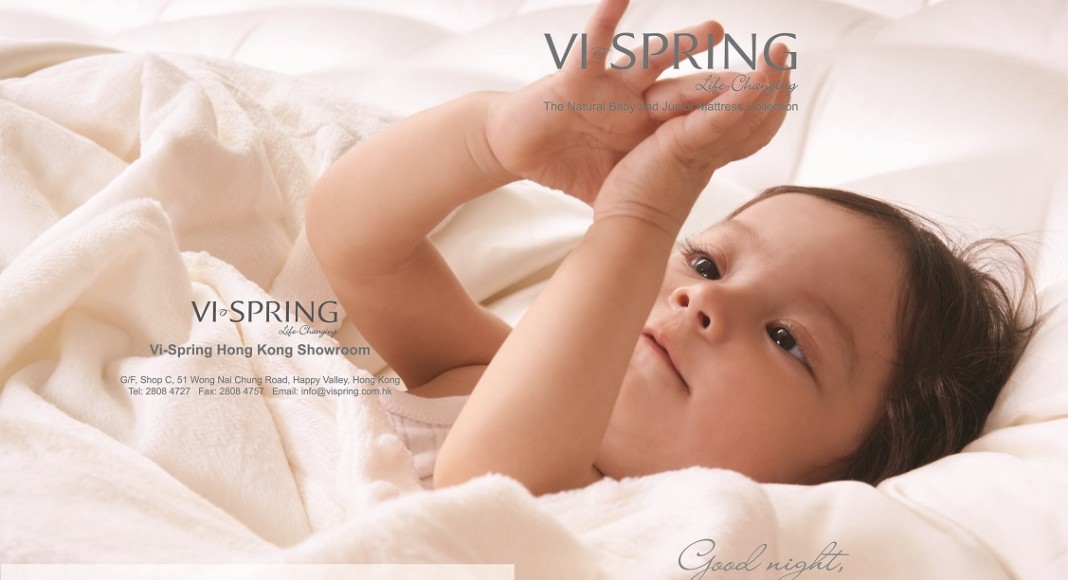 VI-SPRING
Life-Changing
The Natural Baby and Junior Mattress Collection
VI-SPRING
Life-Changing
Vi-Spring Hong Kong Showroom
G/F, Shop C, 51 Wong Nai Chung Road, Happy Valley, Hong Kong
Tel: 2808 4727 Fax: 2808 4757 Email: info@vispring.com.hk
Good night,